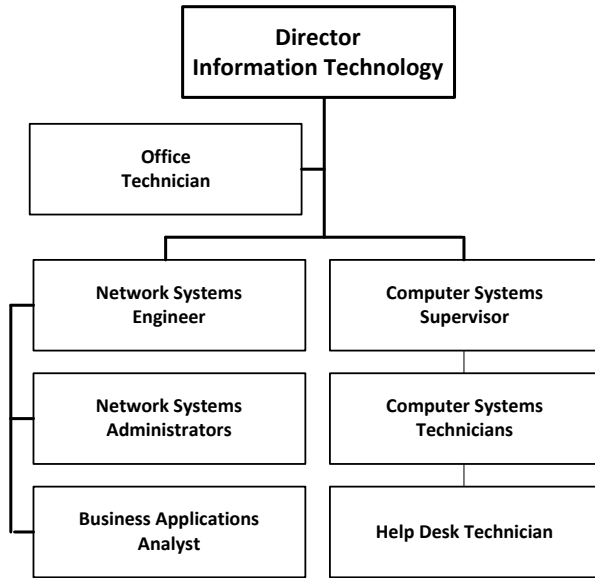 Director
Information Technology
Office
Technician
Network Systems
Engineer
Computer Systems
Supervisor
Network Systems
Administrators
Computer Systems
Technicians
Business Applications
Analyst
Help Desk Technician